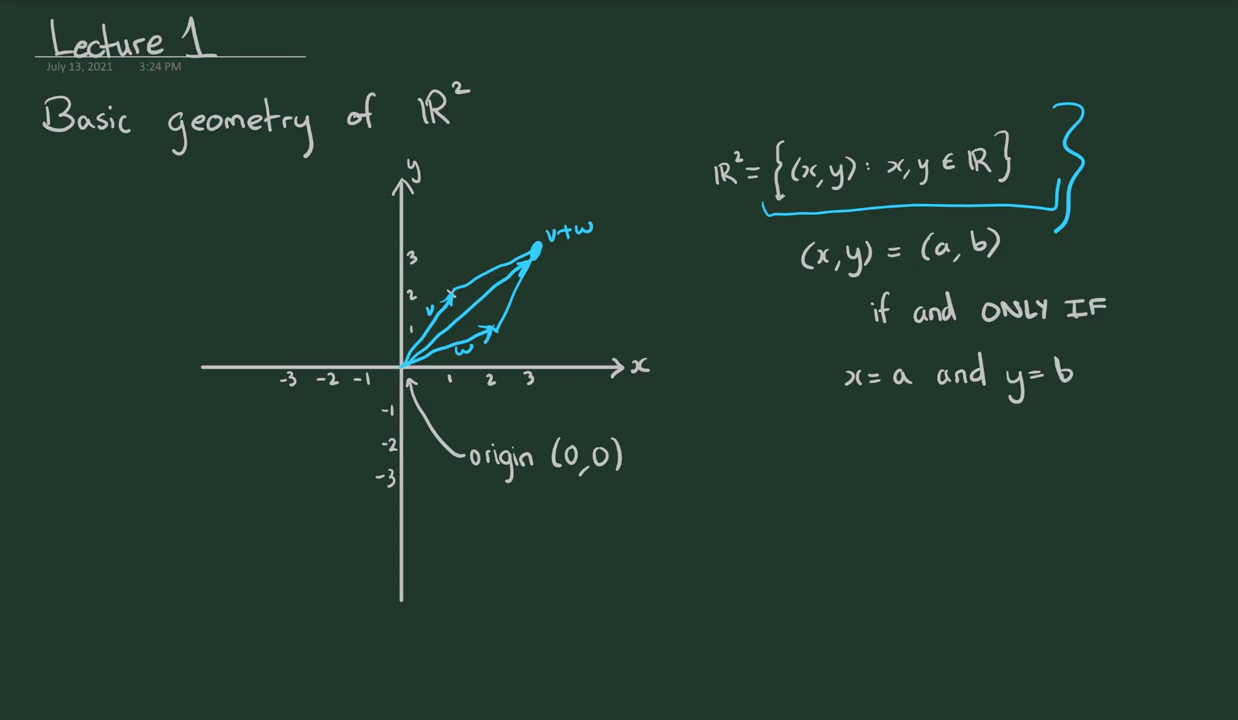 Lecture 1
July 13, 2021 3:24 PM
Basic geometry of ℝ²
y
ℝ² = {(x,y) : x,y ∈ ℝ}
v+w
(x,y) = (a,b)
3
2
v
if and ONLY IF
1
w
x
-3 -2 -1 1 2 3
x = a and y = b
-1
-2
origin (0,0)
-3